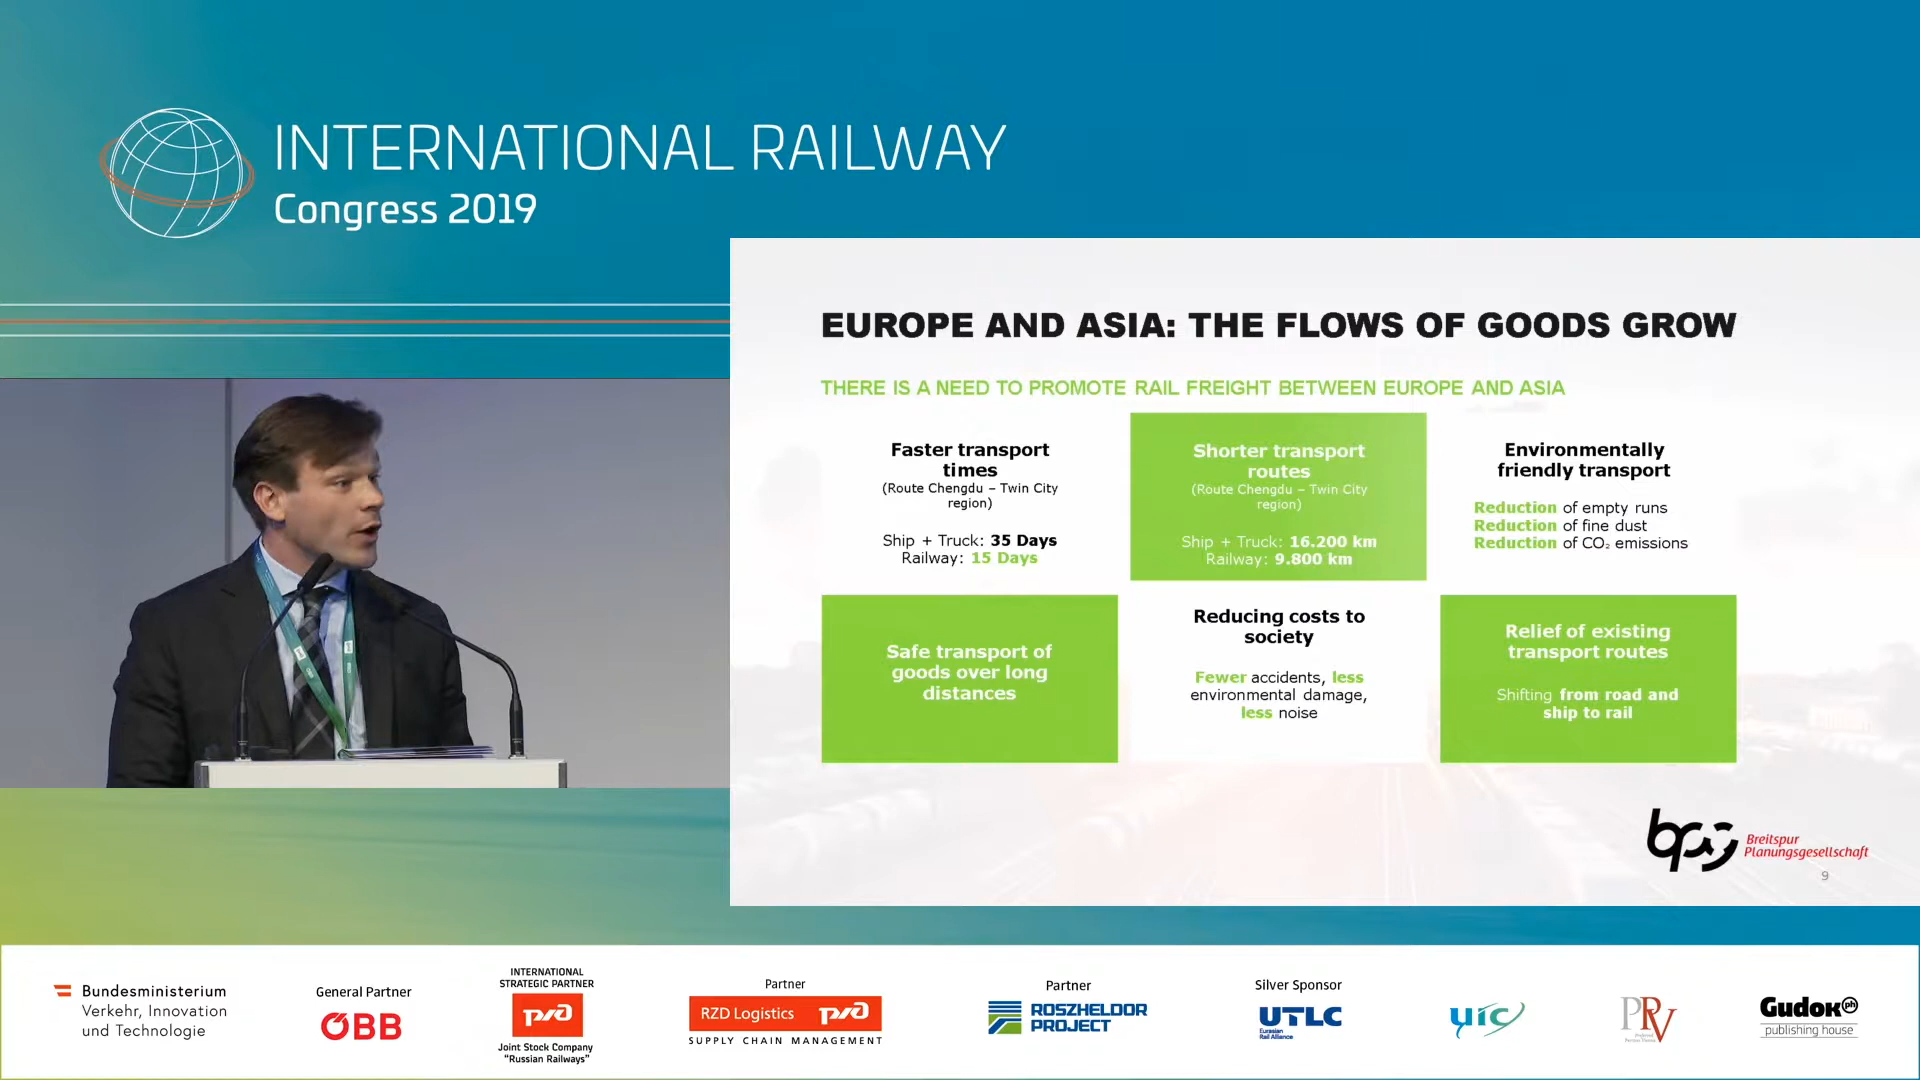 INTERNATIONAL RAILWAY
Congress 2019
EUROPE AND ASIA: THE FLOWS OF GOODS GROW
THERE IS A NEED TO PROMOTE RAIL FREIGHT BETWEEN EUROPE AND ASIA
Faster transport
times
(Route Chengdu – Twin City
region)
Ship + Truck: 35 Days
Railway: 15 Days
Shorter transport
routes
(Route Chengdu – Twin City
region)
Ship + Truck: 16.200 km
Railway: 9.800 km
Environmentally
friendly transport
Reduction of empty runs
Reduction of fine dust
Reduction of CO₂ emissions
Safe transport of
goods over long
distances
Reducing costs to
society
Fewer accidents, less
environmental damage,
less noise
Relief of existing
transport routes
Shifting from road and
ship to rail
bpg Breitspur
Planungsgesellschaft
9
Bundesministerium
Verkehr, Innovation
und Technologie
General Partner
ÖBB
INTERNATIONAL
STRATEGIC PARTNER
Joint Stock Company
"Russian Railways"
Partner
RZD Logistics
SUPPLY CHAIN MANAGEMENT
Partner
ROSZHELDOR
PROJECT
Silver Sponsor
UTLC
Eurasian
Rail Alliance
uic
PRV
Gudok ph
publishing house